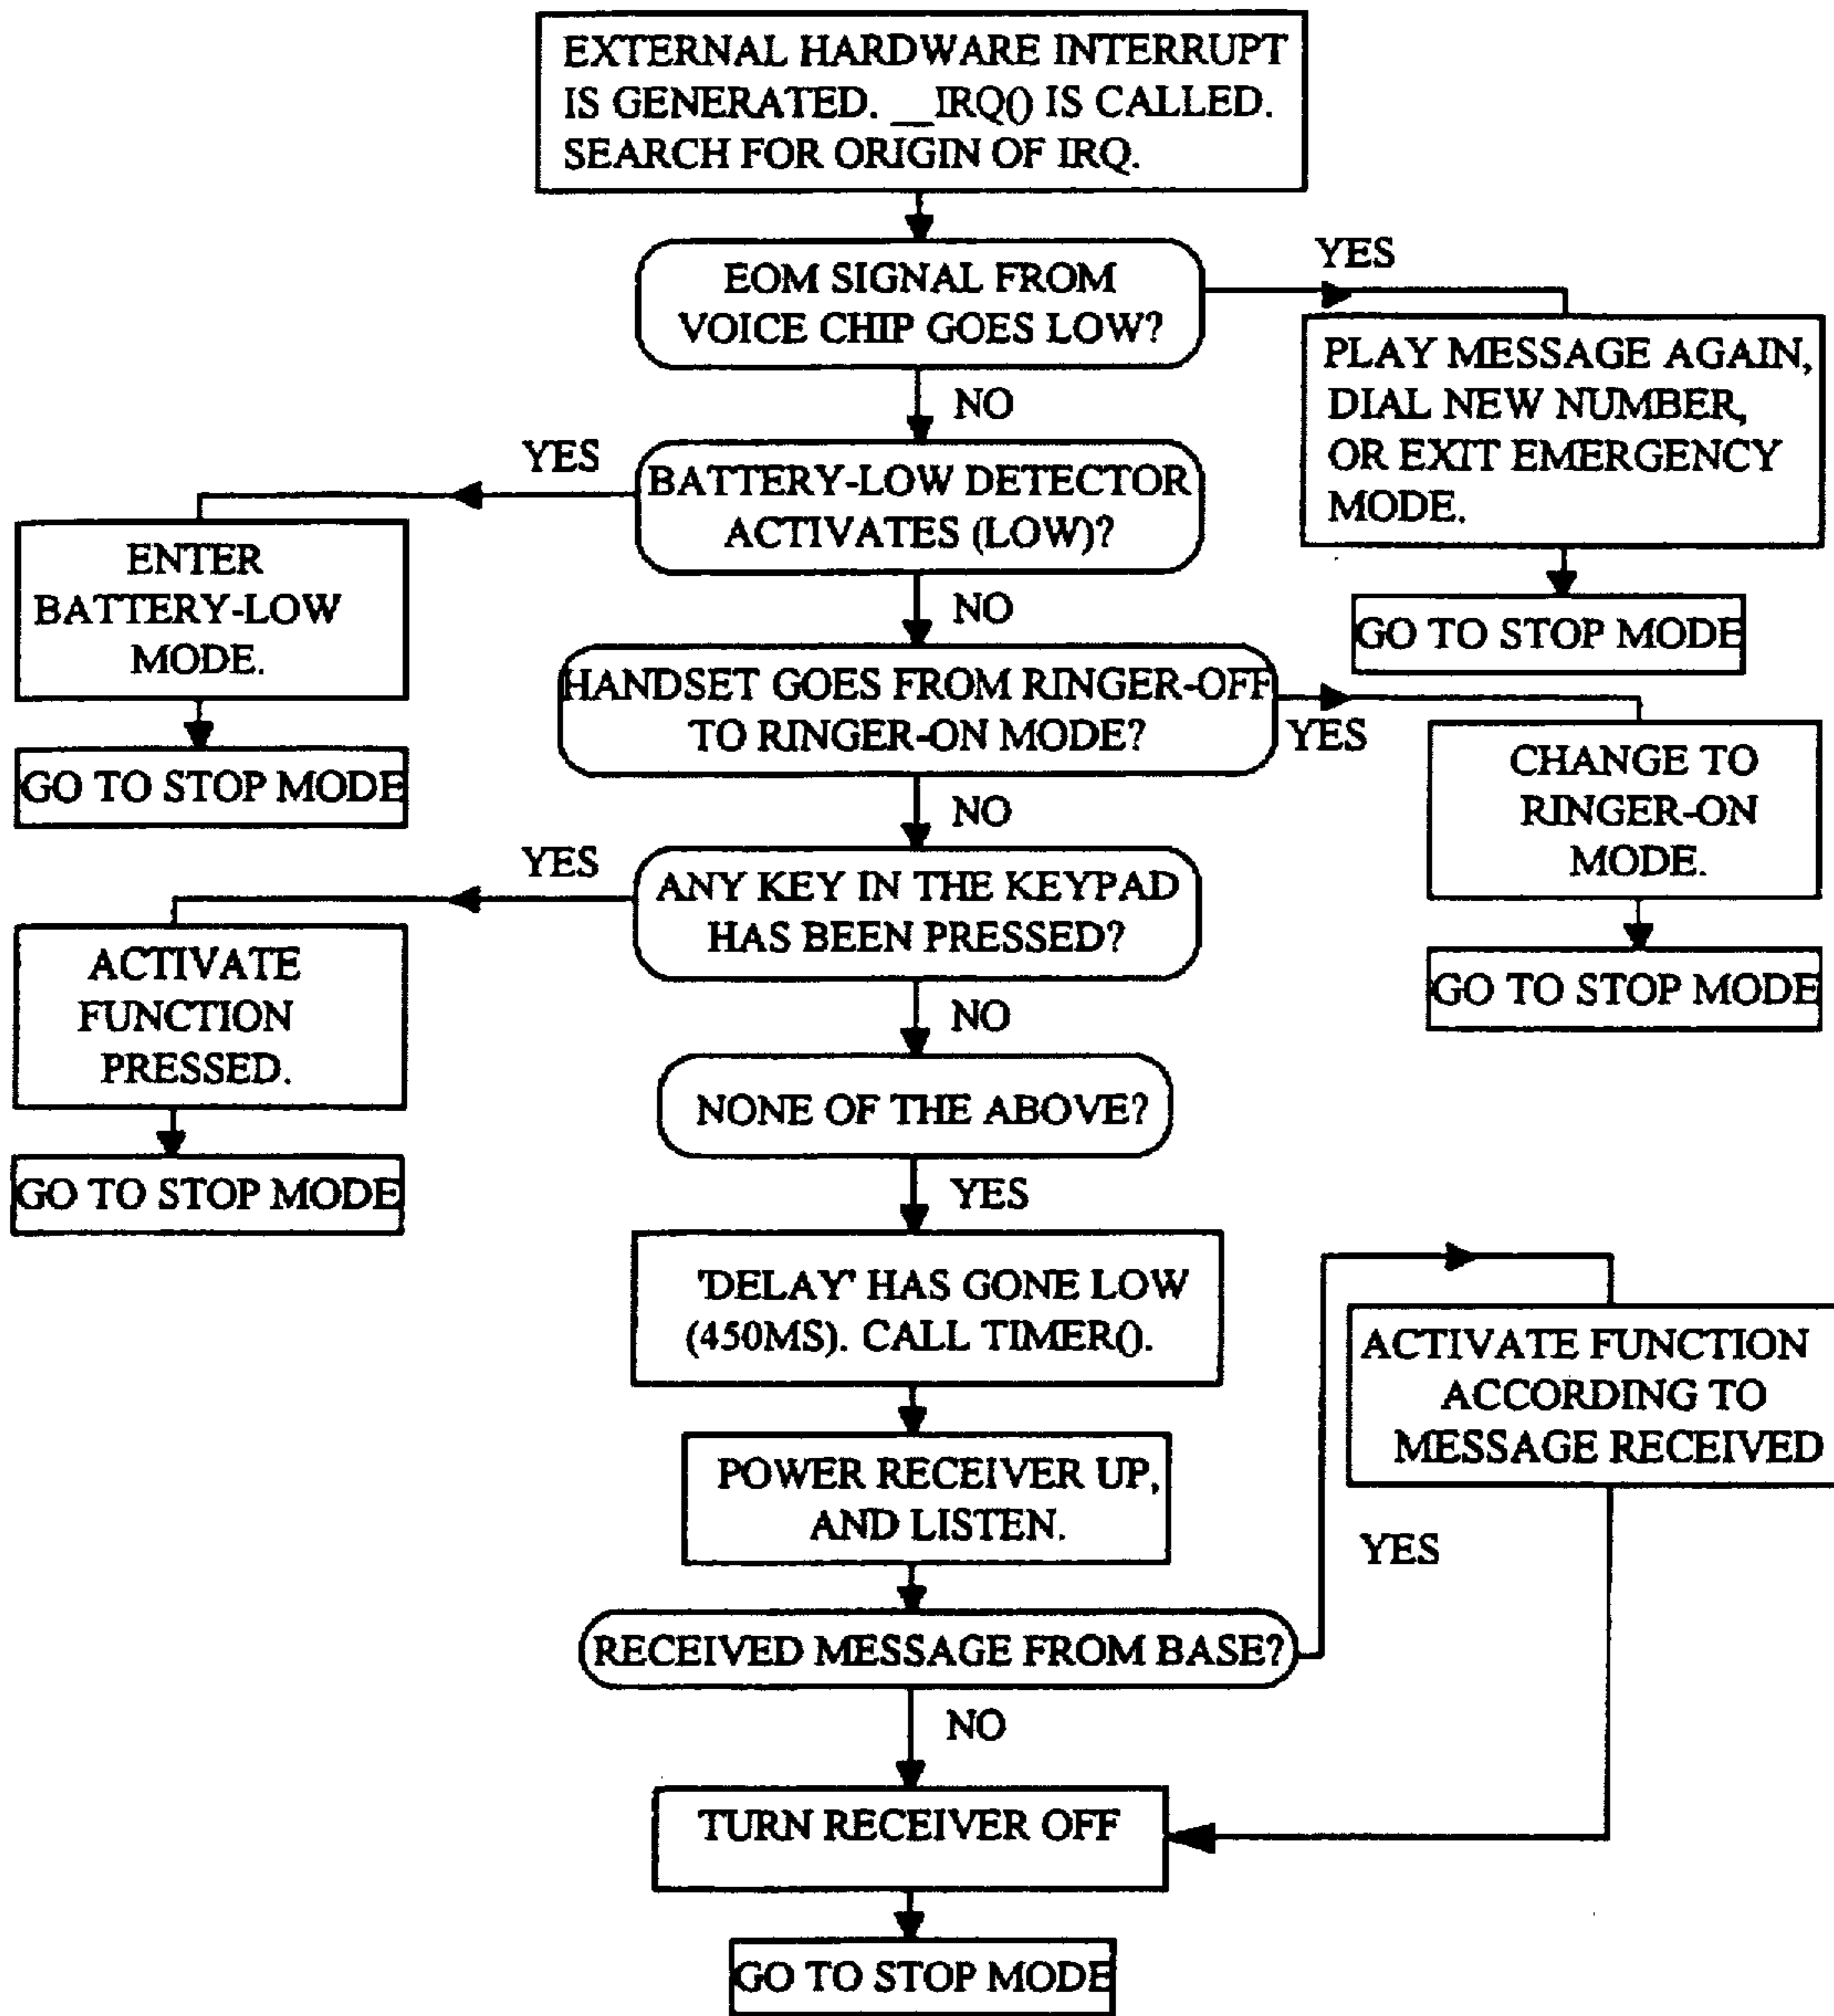 EXTERNAL HARDWARE INTERRUPT
IS GENERATED. __IRQ() IS CALLED.
SEARCH FOR ORIGIN OF IRQ.
EOM SIGNAL FROM
VOICE CHIP GOES LOW?
YES
PLAY MESSAGE AGAIN,
DIAL NEW NUMBER,
OR EXIT EMERGENCY
MODE.
GO TO STOP MODE
NO
BATTERY-LOW DETECTOR
ACTIVATES (LOW)?
YES
ENTER
BATTERY-LOW
MODE.
GO TO STOP MODE
NO
HANDSET GOES FROM RINGER-OFF
TO RINGER-ON MODE?
YES
CHANGE TO
RINGER-ON
MODE.
GO TO STOP MODE
NO
ANY KEY IN THE KEYPAD
HAS BEEN PRESSED?
YES
ACTIVATE
FUNCTION
PRESSED.
GO TO STOP MODE
NO
NONE OF THE ABOVE?
YES
'DELAY' HAS GONE LOW
(450MS). CALL TIMER().
POWER RECEIVER UP,
AND LISTEN.
RECEIVED MESSAGE FROM BASE?
YES
ACTIVATE FUNCTION
ACCORDING TO
MESSAGE RECEIVED
NO
TURN RECEIVER OFF
GO TO STOP MODE